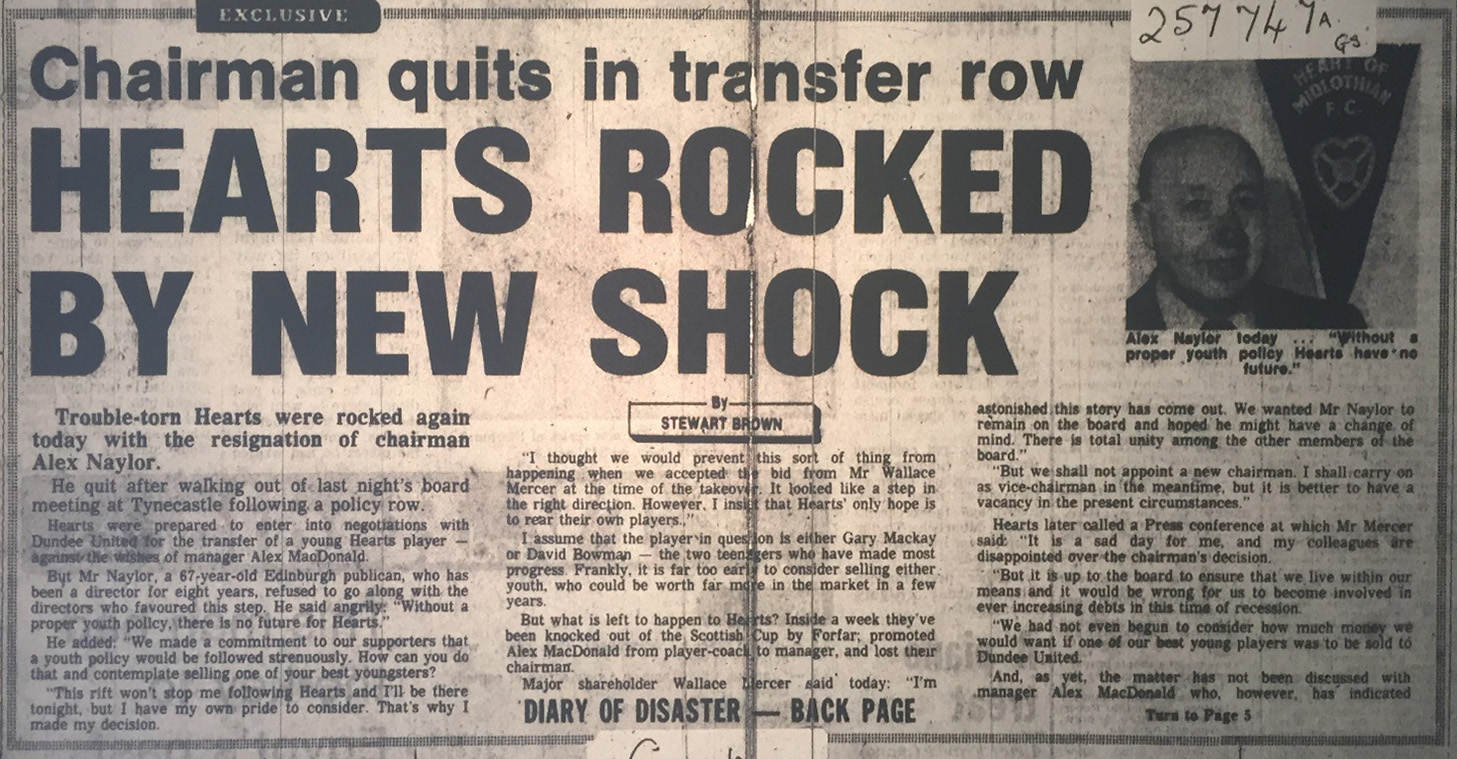 EXCLUSIVE
257 747A
GS
Chairman quits in transfer row
HEARTS ROCKED
BY NEW SHOCK
HEART OF
MIDLOTHIAN
F.C.
Alex Naylor today ... "Without a
proper youth policy Hearts have no
future."
Trouble-torn Hearts were rocked again
today with the resignation of chairman
Alex Naylor.
He quit after walking out of last night's board
meeting at Tynecastle following a policy row.
Hearts were prepared to enter into negotiations with
Dundee United for the transfer of a young Hearts player —
against the wishes of manager Alex MacDonald.
But Mr Naylor, a 67-year-old Edinburgh publican, who has
been a director for eight years, refused to go along with the
directors who favoured this step. He said angrily: "Without a
proper youth policy, there is no future for Hearts."
He added: "We made a commitment to our supporters that
a youth policy would be followed strenuously. How can you do
that and contemplate selling one of your best youngsters?
"This rift won't stop me following Hearts and I'll be there
tonight, but I have my own pride to consider. That's why I
made my decision.
By
STEWART BROWN
"I thought we would prevent this sort of thing from
happening when we accepted the bid from Mr Wallace
Mercer at the time of the takeover. It looked like a step in
the right direction. However, I insist that Hearts' only hope is
to rear their own players.,"
I assume that the player in question is either Gary Mackay
or David Bowman — the two teenagers who have made most
progress. Frankly, it is far too early to consider selling either
youth, who could be worth far more in the market in a few
years.
But what is left to happen to Hearts? Inside a week they've
been knocked out of the Scottish Cup by Forfar; promoted
Alex MacDonald from player-coach to manager, and lost their
chairman.
Major shareholder Wallace Mercer said today: "I'm
DIARY OF DISASTER — BACK PAGE
astonished this story has come out. We wanted Mr Naylor to
remain on the board and hoped he might have a change of
mind. There is total unity among the other members of the
board."
"But we shall not appoint a new chairman. I shall carry on
as vice-chairman in the meantime, but it is better to have a
vacancy in the present circumstances."
Hearts later called a Press conference at which Mr Mercer
said: "It is a sad day for me, and my colleagues are
disappointed over the chairman's decision.
"But it is up to the board to ensure that we live within our
means and it would be wrong for us to become involved in
ever increasing debts in this time of recession.
"We had not even begun to consider how much money we
would want if one of our best young players was to be sold to
Dundee United.
"And, as yet, the matter has not been discussed with
manager Alex MacDonald who, however, has indicated
Turn to Page 5